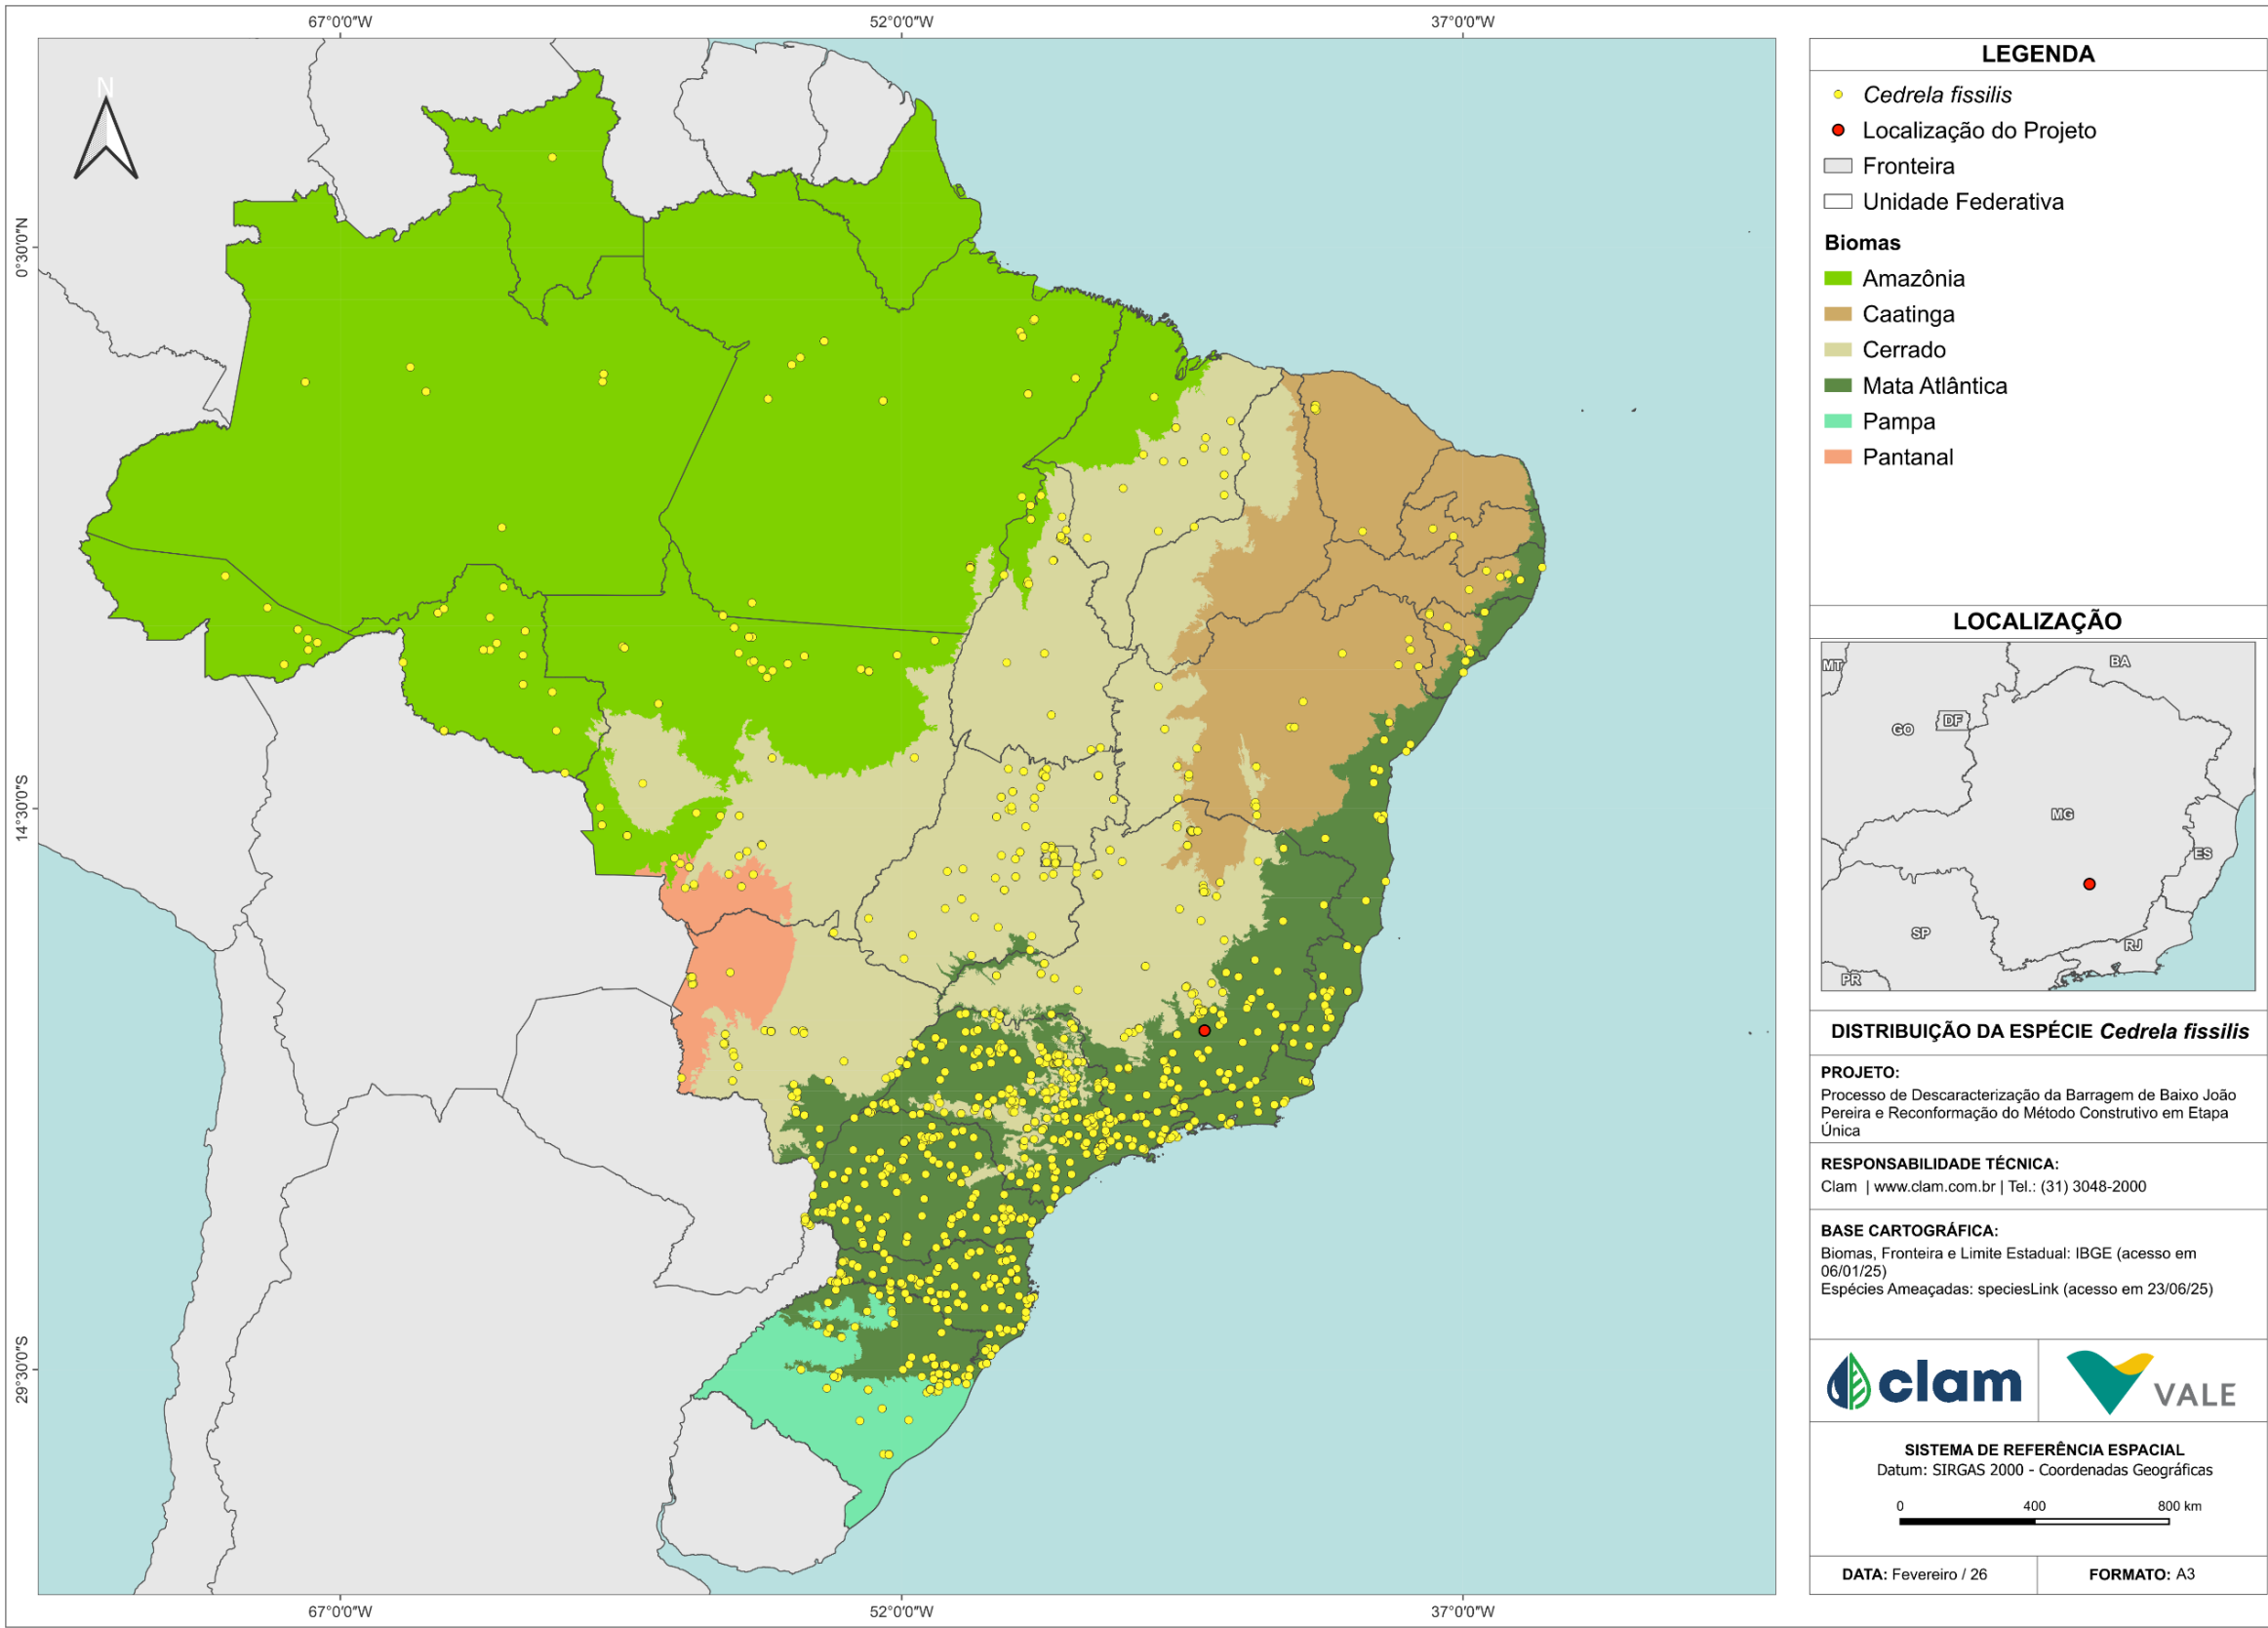 67°0'0"W 52°0'0"W 37°0'0"W
N
0°30'0"N
14°30'0"S
29°30'0"S
67°0'0"W 52°0'0"W 37°0'0"W
LEGENDA
Cedrela fissilis
Localização do Projeto
Fronteira
Unidade Federativa
Biomas
Amazônia
Caatinga
Cerrado
Mata Atlântica
Pampa
Pantanal
LOCALIZAÇÃO
MT
BA
GO
DF
MG
ES
SP
RJ
PR
DISTRIBUIÇÃO DA ESPÉCIE Cedrela fissilis
PROJETO:
Processo de Descaracterização da Barragem de Baixo João
Pereira e Reconformação do Método Construtivo em Etapa
Única
RESPONSABILIDADE TÉCNICA:
Clam | www.clam.com.br | Tel.: (31) 3048-2000
BASE CARTOGRÁFICA:
Biomas, Fronteira e Limite Estadual: IBGE (acesso em
06/01/25)
Espécies Ameaçadas: speciesLink (acesso em 23/06/25)
clam
VALE
SISTEMA DE REFERÊNCIA ESPACIAL
Datum: SIRGAS 2000 - Coordenadas Geográficas
0 400 800 km
DATA: Fevereiro / 26
FORMATO: A3